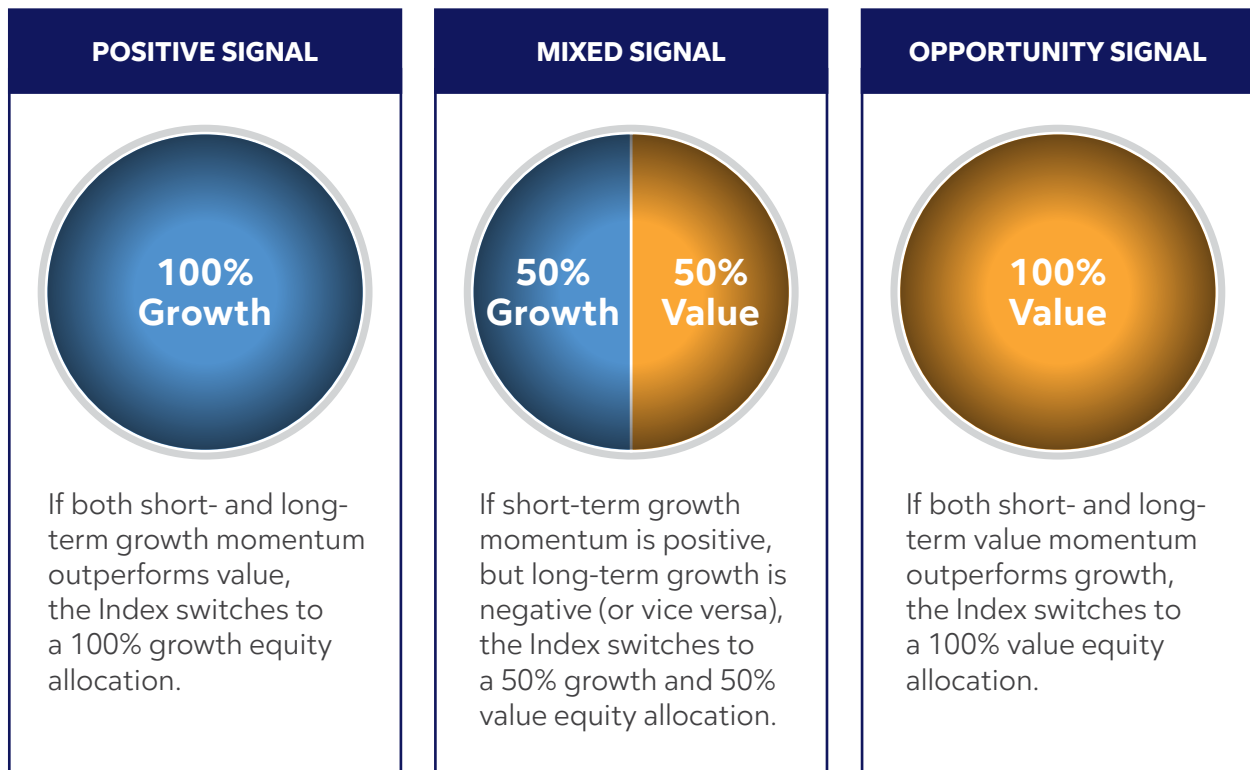 POSITIVE SIGNAL
100%
Growth
If both short- and long-
term growth momentum
outperforms value,
the Index switches to
a 100% growth equity
allocation.
MIXED SIGNAL
50%
Growth
50%
Value
If short-term growth
momentum is positive,
but long-term growth is
negative (or vice versa),
the Index switches to
a 50% growth and 50%
value equity allocation.
OPPORTUNITY SIGNAL
100%
Value
If both short- and long-
term value momentum
outperforms growth,
the Index switches to
a 100% value equity
allocation.